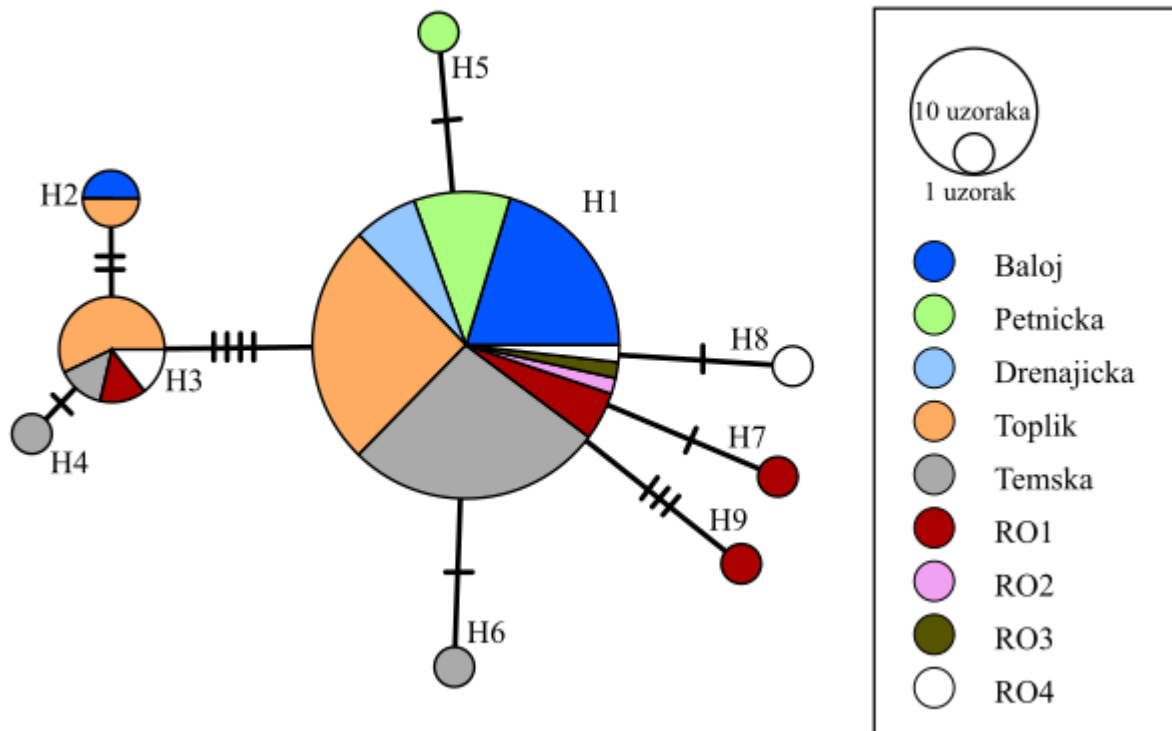 H5
H1
H2
H3
H4
H8
H7
H9
H6
10 uzoraka
1 uzorak
Baloj
Petnicka
Drenajicka
Toplik
Temska
RO1
RO2
RO3
RO4